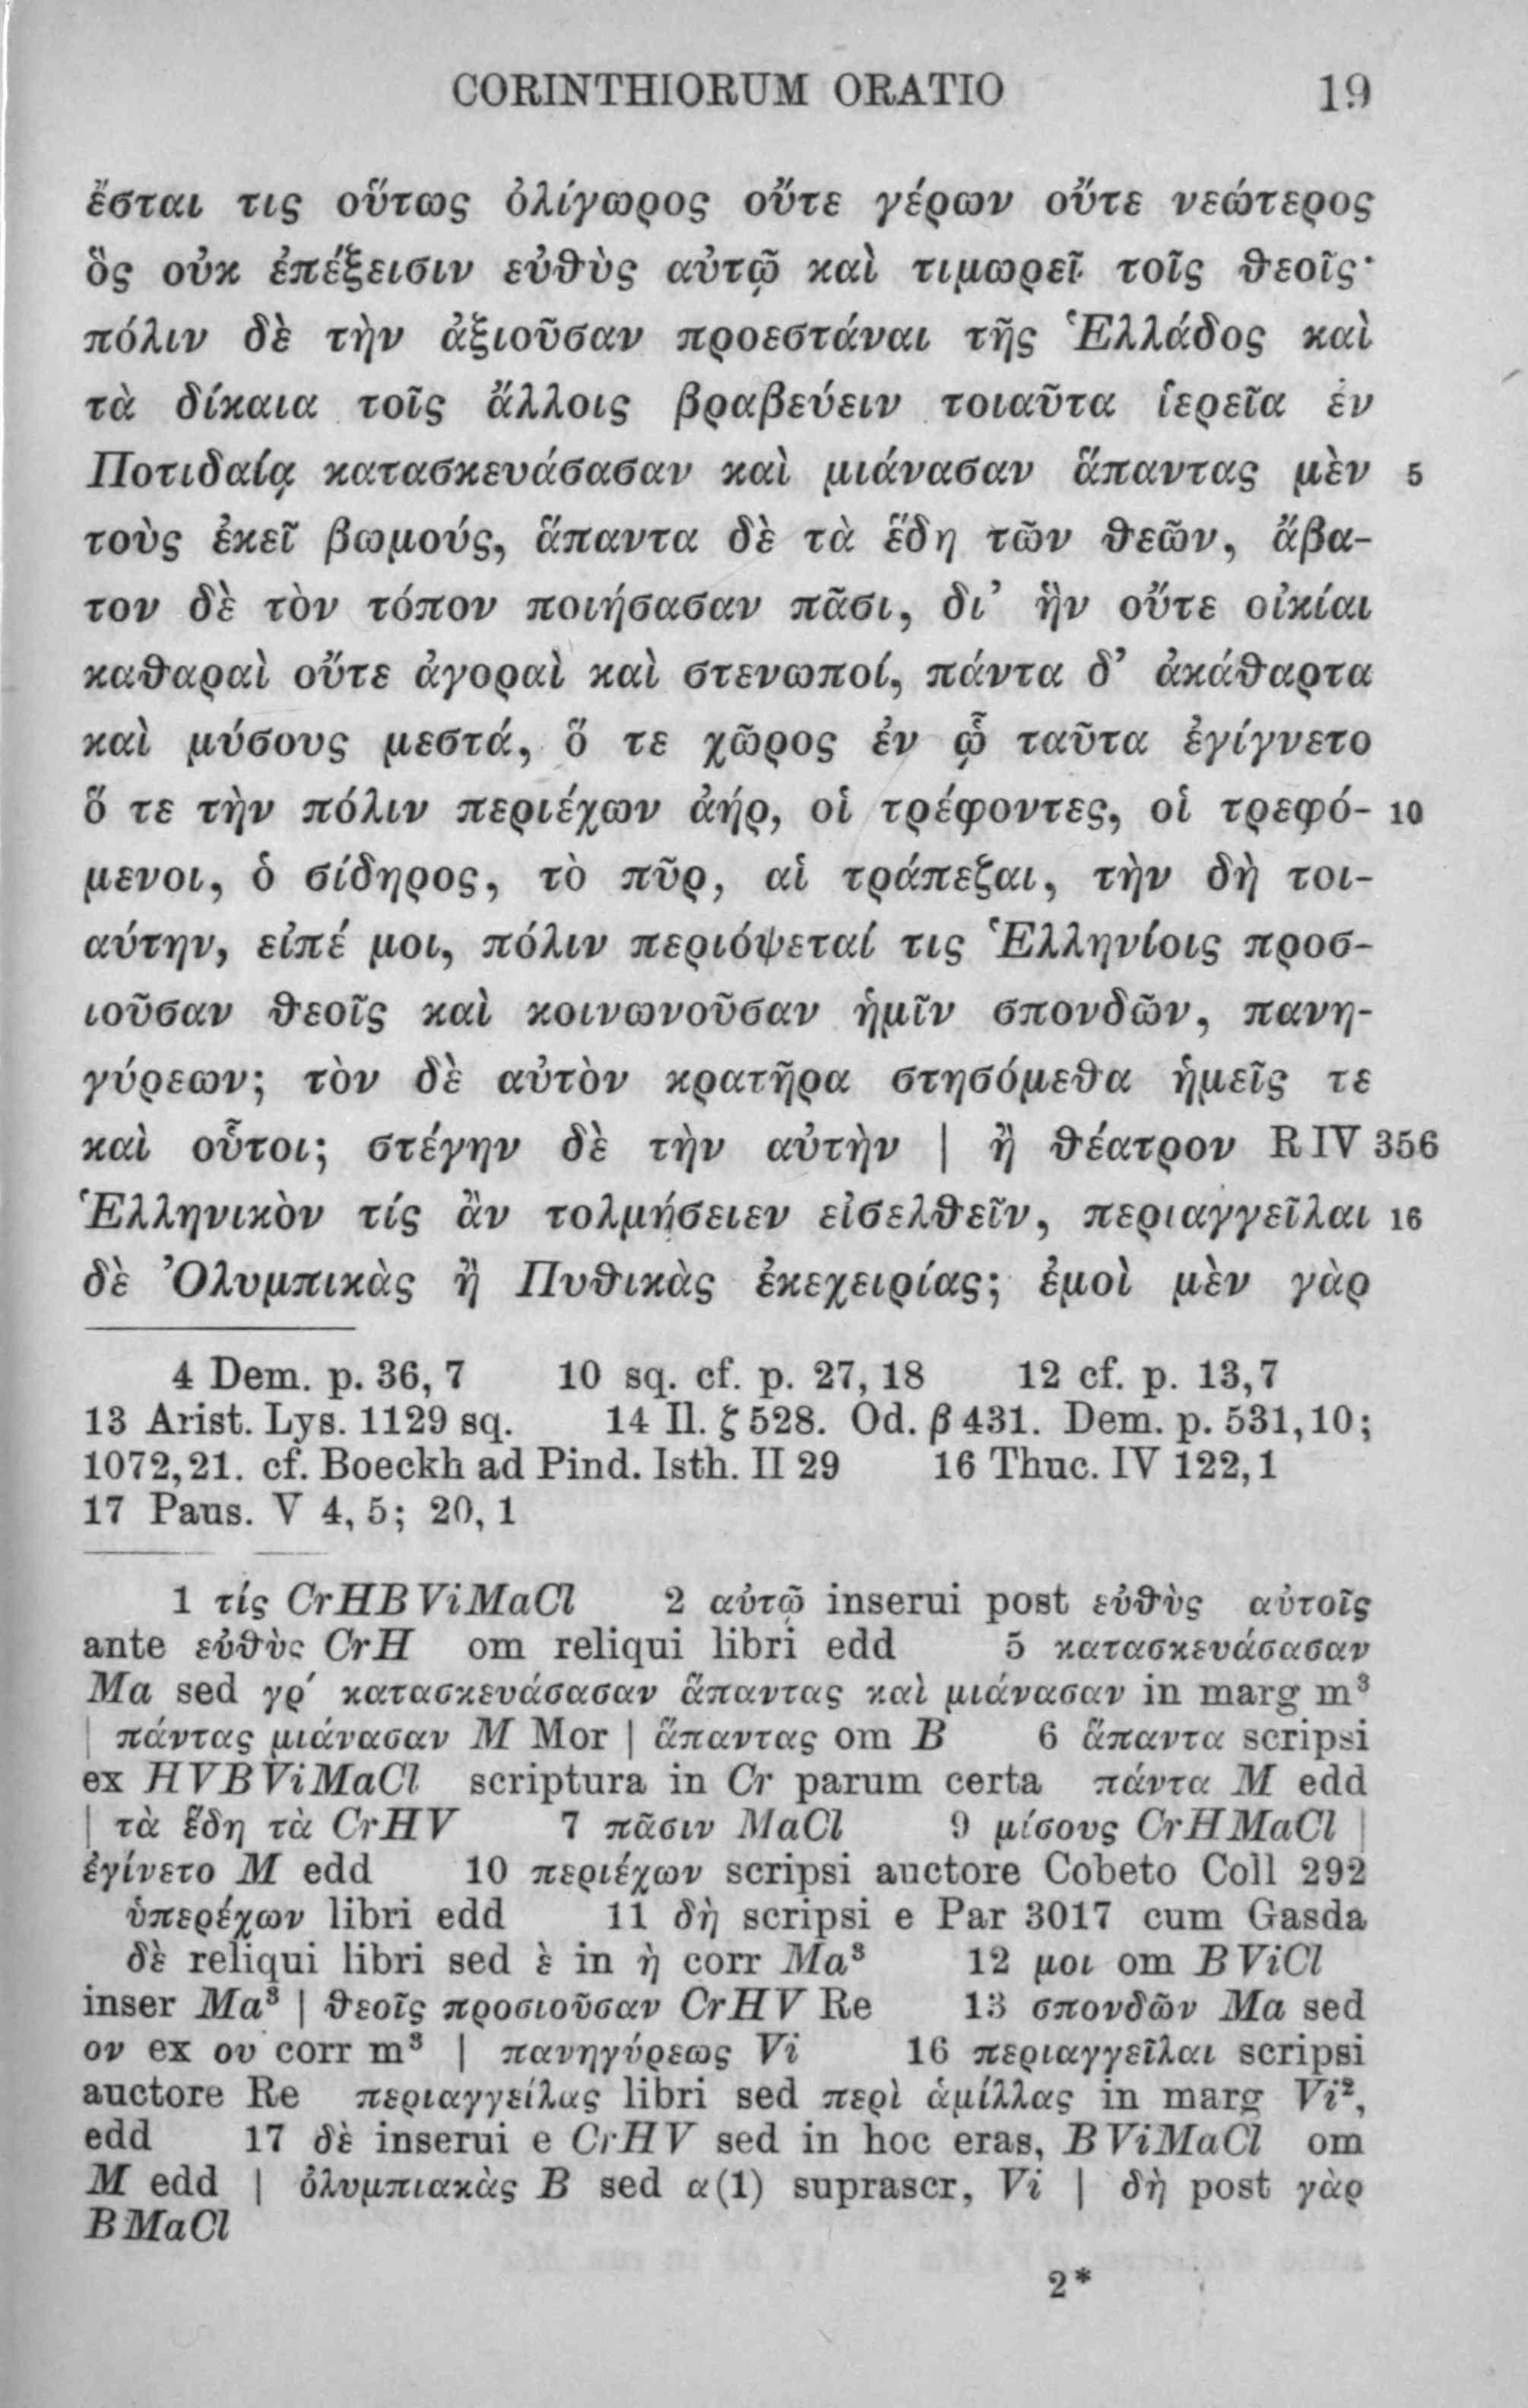 CORINTHIORUM ORATIO 19
ἔσται τις οὕτως ὀλίγωρος οὔτε γέρων οὔτε νεώτερος
ὃς οὐκ ἐπέξεισιν εὐθὺς αὐτῷ καὶ τιμωρεῖ τοῖς θεοῖς·
πόλιν δὲ τὴν ἀξιοῦσαν προεστάναι τῆς Ἑλλάδος καὶ
τὰ δίκαια τοῖς ἄλλοις βραβεύειν τοιαῦτα ἱερεῖα ἐν
Ποτιδαίᾳ κατασκευάσασαν καὶ μιάνασαν ἅπαντας μὲν 5
τοὺς ἐκεῖ βωμούς, ἅπαντα δὲ τὰ ἕδη τῶν θεῶν, ἄβα-
τον δὲ τὸν τόπον ποιήσασαν πᾶσι, δι’ ἣν οὔτε οἰκίαι
καθαραὶ οὔτε ἀγοραὶ καὶ στενωποί, πάντα δ’ ἀκάθαρτα
καὶ μύσους μεστά, ὅ τε χῶρος ἐν ᾧ ταῦτα ἐγίγνετο
ὅ τε τὴν πόλιν περιέχων ἀήρ, οἱ τρέφοντες, οἱ τρεφό- 10
μενοι, ὁ σίδηρος, τὸ πῦρ, αἱ τράπεζαι, τὴν δὴ τοι-
αύτην, εἰπέ μοι, πόλιν περιόψεταί τις Ἑλληνίοις προσ-
ιοῦσαν θεοῖς καὶ κοινωνοῦσαν ἡμῖν σπονδῶν, πανη-
γύρεων; τὸν δὲ αὐτὸν κρατῆρα στησόμεθα ἡμεῖς τε
καὶ οὗτοι; στέγην δὲ τὴν αὐτὴν | ἢ θέατρον R IV 356
Ἑλληνικὸν τίς ἂν τολμήσειεν εἰσελθεῖν, περιαγγεῖλαι 16
δὲ Ὀλυμπικὰς ἢ Πυθικὰς ἐκεχειρίας; ἐμοὶ μὲν γὰρ
4 Dem. p. 36, 7 10 sq. cf. p. 27, 18 12 cf. p. 13,7
13 Arist. Lys. 1129 sq. 14 Il. ζ 528. Od. β 431. Dem. p. 531,10;
1072,21. cf. Boeckh ad Pind. Isth. II 29 16 Thuc. IV 122,1
17 Paus. V 4, 5; 20, 1
1 τίς CrHBViMaCl 2 αὐτῷ inserui post εὐθὺς αὐτοῖς
ante εὐθὺς CrH om reliqui libri edd 5 κατασκευάσασαν
Ma sed γρ′ κατασκευάσασαν ἅπαντας καὶ μιάνασαν in marg m³
| πάντας μιάνασαν M Mor | ἅπαντας om B 6 ἅπαντα scripsi
ex HVBViMaCl scriptura in Cr parum certa πάντα M edd
| τὰ ἕδη τὰ CrHV 7 πᾶσιν MaCl 9 μίσους CrHMaCl |
ἐγίνετο M edd 10 περιέχων scripsi auctore Cobeto Coll 292
ὑπερέχων libri edd 11 δὴ scripsi e Par 3017 cum Gasda
δὲ reliqui libri sed ὲ in ὴ corr Ma³ 12 μοι om BViCl
inser Ma³ | θεοῖς προσιοῦσαν CrHV Re 13 σπονδῶν Ma sed
ον ex ου corr m³ | πανηγύρεως Vi 16 περιαγγεῖλαι scripsi
auctore Re περιαγγείλας libri sed περὶ ἁμίλλας in marg Vi²,
edd 17 δὲ inserui e CrHV sed in hoc eras, BViMaCl om
M edd | ὀλυμπιακὰς B sed α(1) suprascr, Vi | δὴ post γὰρ
BMaCl
2*